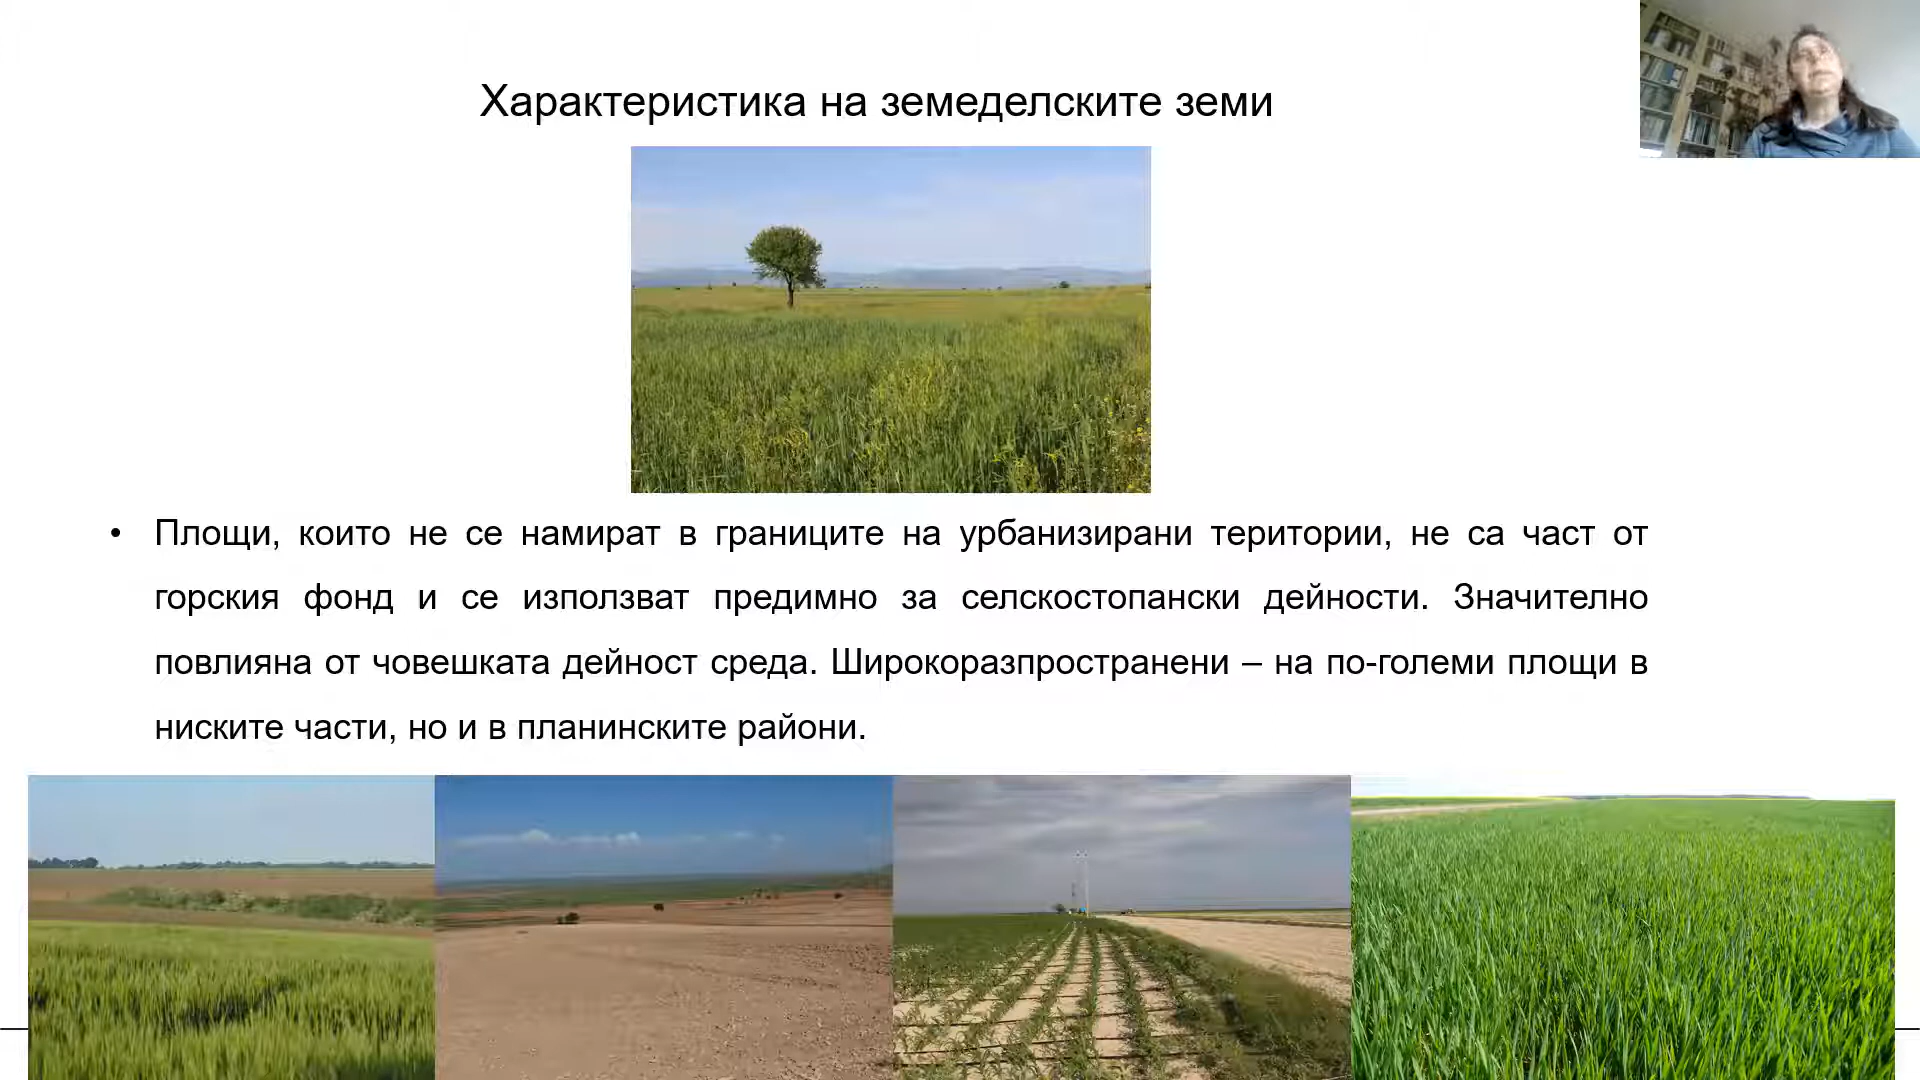 Характеристика на земеделските земи
• Площи, които не се намират в границите на урбанизирани територии, не са част от
горския фонд и се използват предимно за селскостопански дейности. Значително
повлияна от човешката дейност среда. Широкоразпространени – на по-големи площи в
ниските части, но и в планинските райони.